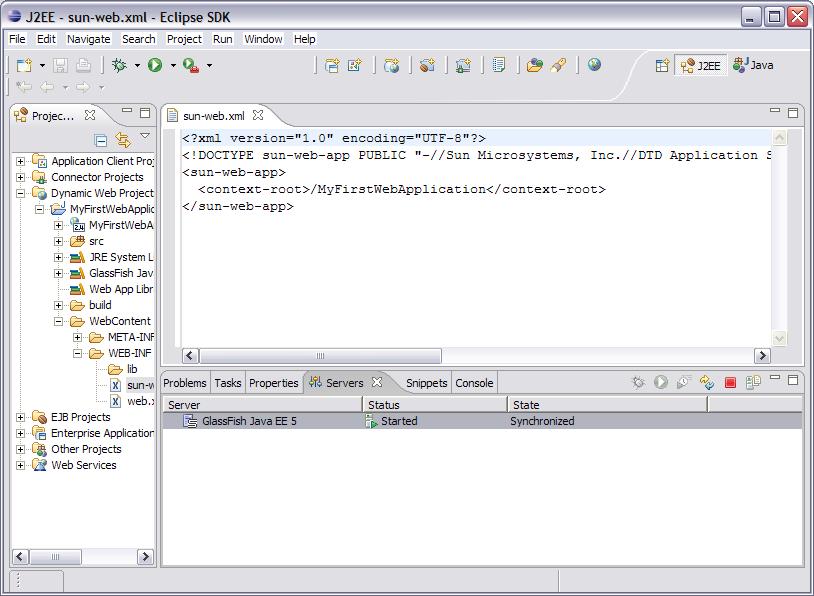 J2EE - sun-web.xml - Eclipse SDK
File Edit Navigate Search Project Run Window Help
J2EE Java
Projec...
sun-web.xml
Application Client Proj
Connector Projects
Dynamic Web Project
MyFirstWebApplic
MyFirstWebA
src
JRE System L
GlassFish Jav
Web App Libr
build
WebContent
META-INF
WEB-INF
lib
sun-w
web.x
EJB Projects
Enterprise Application
Other Projects
Web Services
<?xml version="1.0" encoding="UTF-8"?>
<!DOCTYPE sun-web-app PUBLIC "-//Sun Microsystems, Inc.//DTD Application S
<sun-web-app>
<context-root>/MyFirstWebApplication</context-root>
</sun-web-app>
Problems Tasks Properties Servers Snippets Console
Server Status State
GlassFish Java EE 5 Started Synchronized